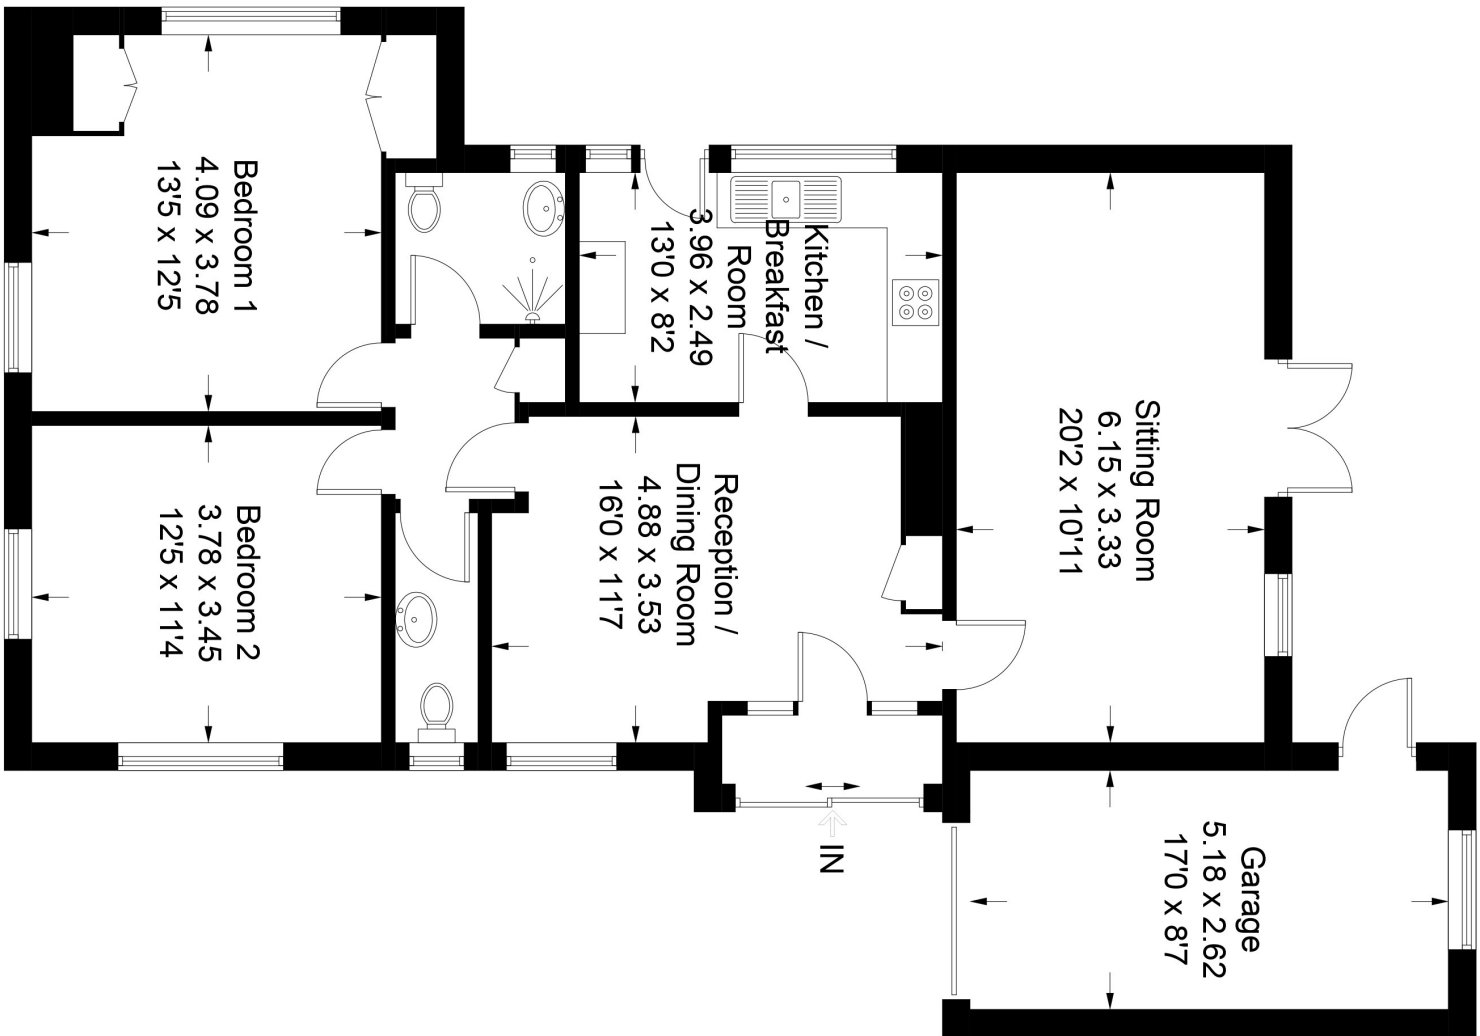 Bedroom 1
4.09 x 3.78
13'5 x 12'5
Kitchen /
Breakfast
Room
3.96 x 2.49
13'0 x 8'2
Sitting Room
6.15 x 3.33
20'2 x 10'11
Bedroom 2
3.78 x 3.45
12'5 x 11'4
Reception /
Dining Room
4.88 x 3.53
16'0 x 11'7
IN
Garage
5.18 x 2.62
17'0 x 8'7